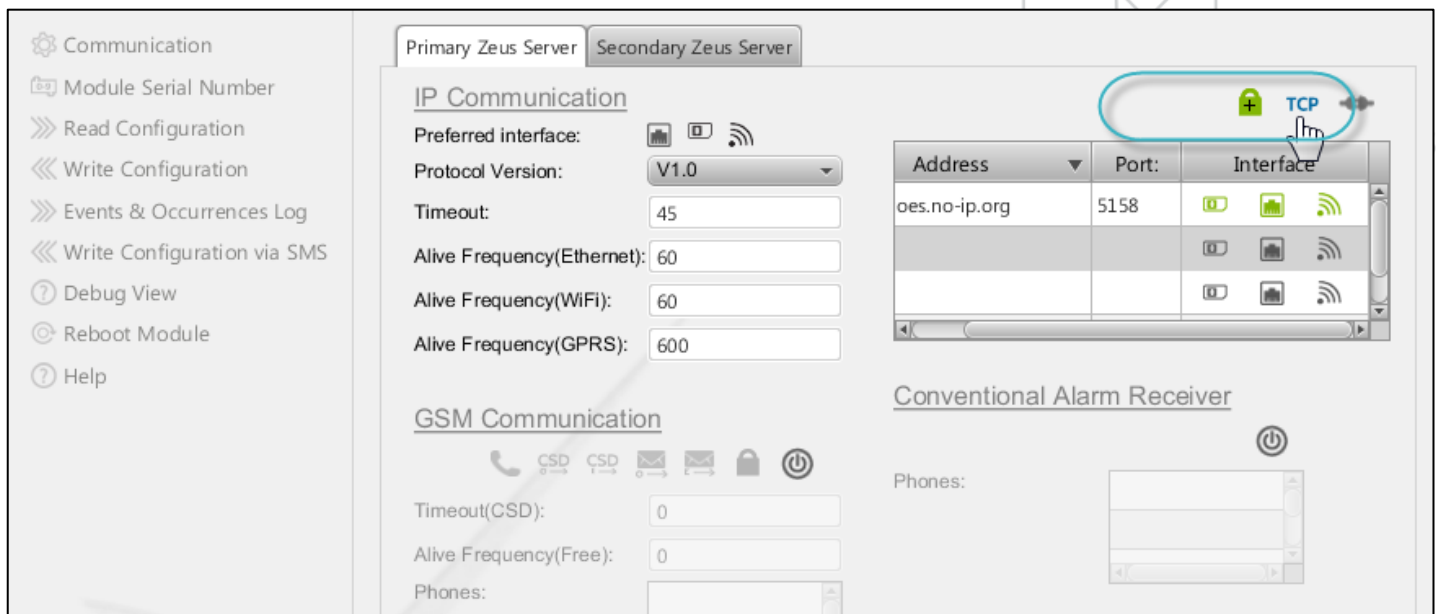 Communication
Module Serial Number
Read Configuration
Write Configuration
Events & Occurrences Log
Write Configuration via SMS
Debug View
Reboot Module
Help
Primary Zeus Server
Secondary Zeus Server
IP Communication
Preferred interface:
Protocol Version: V1.0
Timeout: 45
Alive Frequency(Ethernet): 60
Alive Frequency(WiFi): 60
Alive Frequency(GPRS): 600
TCP
Address Port: Interface
oes.no-ip.org 5158
GSM Communication
CSD CSD
Timeout(CSD): 0
Alive Frequency(Free): 0
Phones:
Conventional Alarm Receiver
Phones: